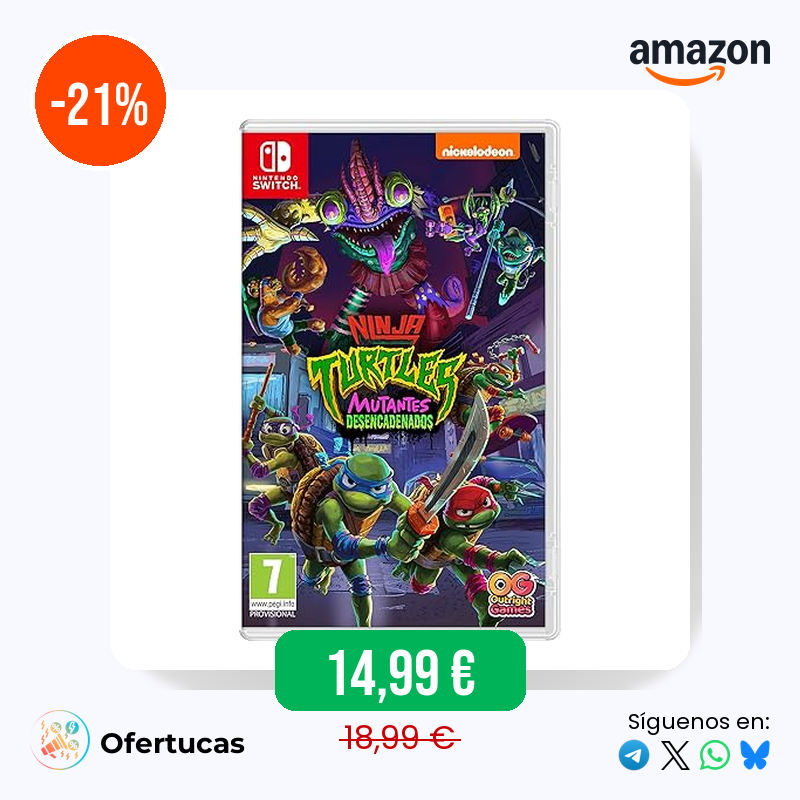 -21%
amazon
NINTENDO
SWITCH.
nickelodeon
NINJA
TURTLES
MUTANTES
DESENCADENADOS
7
www.pegi.info
PROVISIONAL
OG
Outright
Games
14,99 €
18,99 €
Ofertucas
Síguenos en: